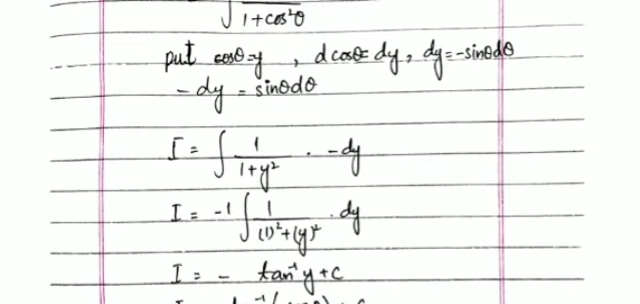 ∫ 1+cos²θ
put cosθ=y , d cosθ= dy, dy=-sinθdθ
-dy = sinθdθ
I = ∫ 1/1+y² . -dy
I = -1 ∫ 1/(1)²+(y)² . dy
I = - tan⁻¹ y+c